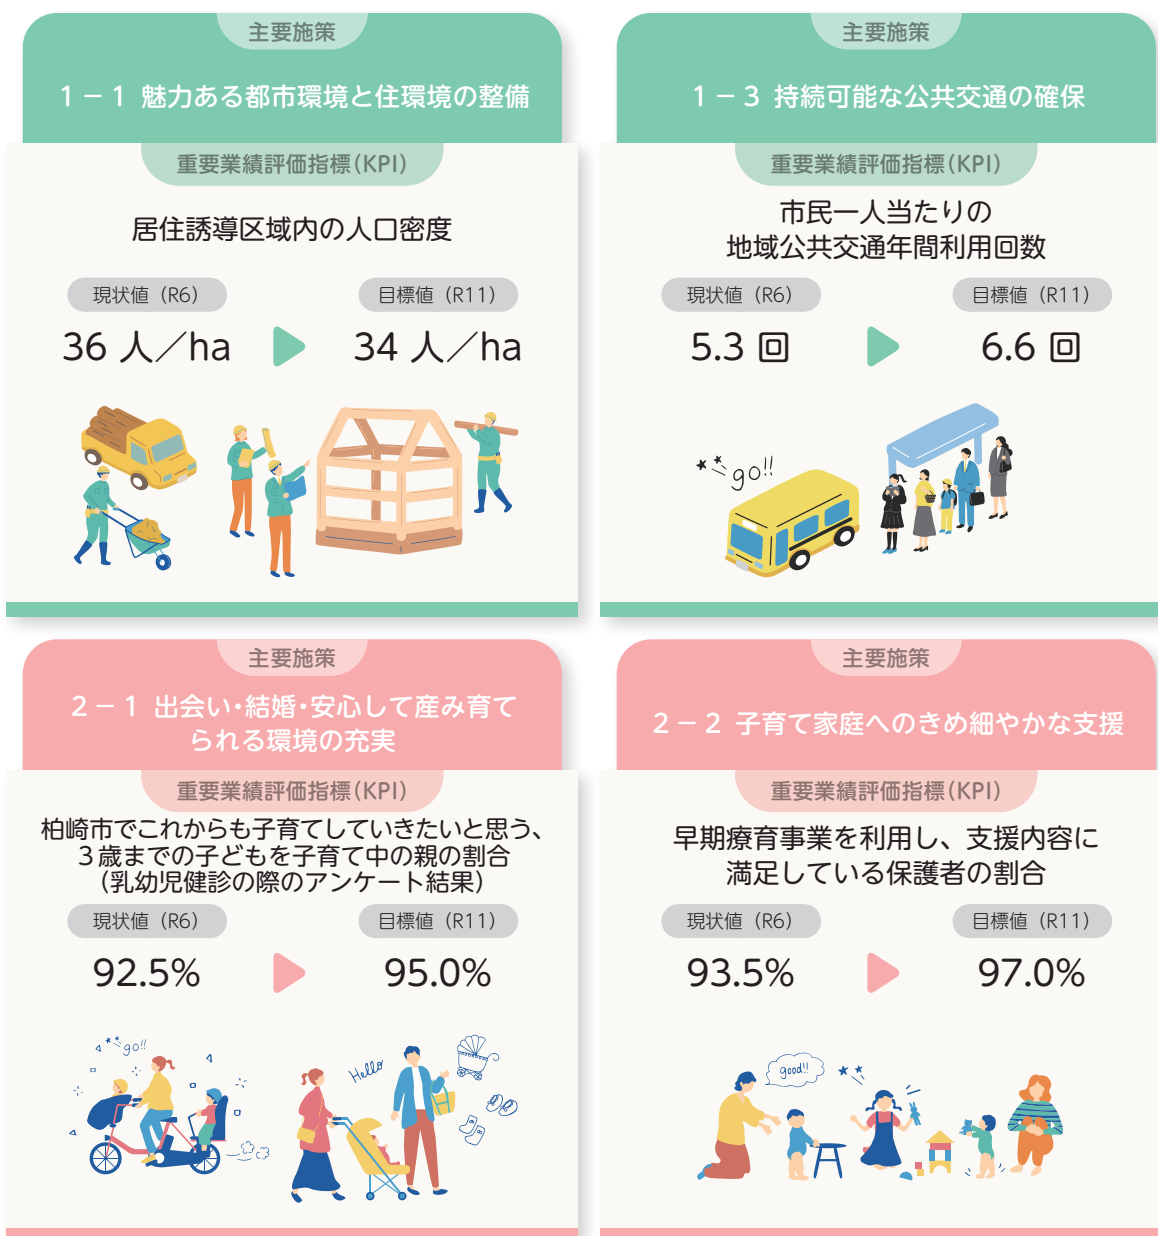 主要施策
1－1 魅力ある都市環境と住環境の整備
重要業績評価指標(KPI)
居住誘導区域内の人口密度
現状値（R6）
目標値（R11）
36 人／ha
34 人／ha
主要施策
1－3 持続可能な公共交通の確保
重要業績評価指標(KPI)
市民一人当たりの
地域公共交通年間利用回数
現状値（R6）
目標値（R11）
5.3 回
6.6 回
go!!
主要施策
2－1 出会い･結婚･安心して産み育て
られる環境の充実
重要業績評価指標(KPI)
柏崎市でこれからも子育てしていきたいと思う、
３歳までの子どもを子育て中の親の割合
（乳幼児健診の際のアンケート結果）
現状値（R6）
目標値（R11）
92.5%
95.0%
go!!
Hello
主要施策
2－2 子育て家庭へのきめ細やかな支援
重要業績評価指標(KPI)
早期療育事業を利用し、支援内容に
満足している保護者の割合
現状値（R6）
目標値（R11）
93.5%
97.0%
good!!